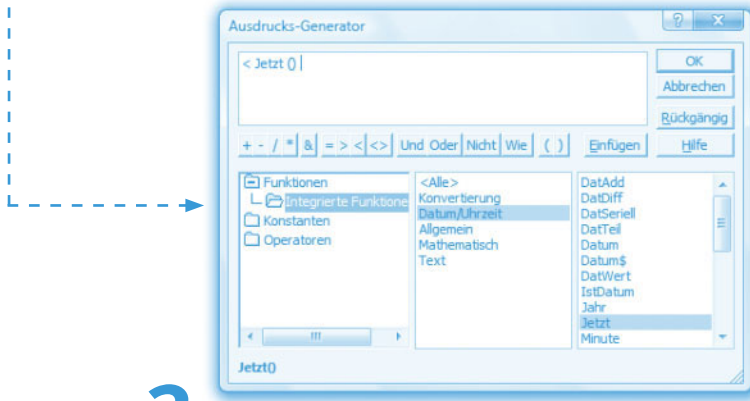 Ausdrucks-Generator
< Jetzt ()
OK
Abbrechen
Rückgängig
+ - / * & = > < <> Und Oder Nicht Wie ( ) Einfügen Hilfe
Funktionen
Integrierte Funktione
Konstanten
Operatoren
<Alle>
Konvertierung
Datum/Uhrzeit
Allgemein
Mathematisch
Text
DatAdd
DatDiff
DatSeriell
DatTeil
Datum
Datum$
DatWert
IstDatum
Jahr
Jetzt
Minute
Jetzt()